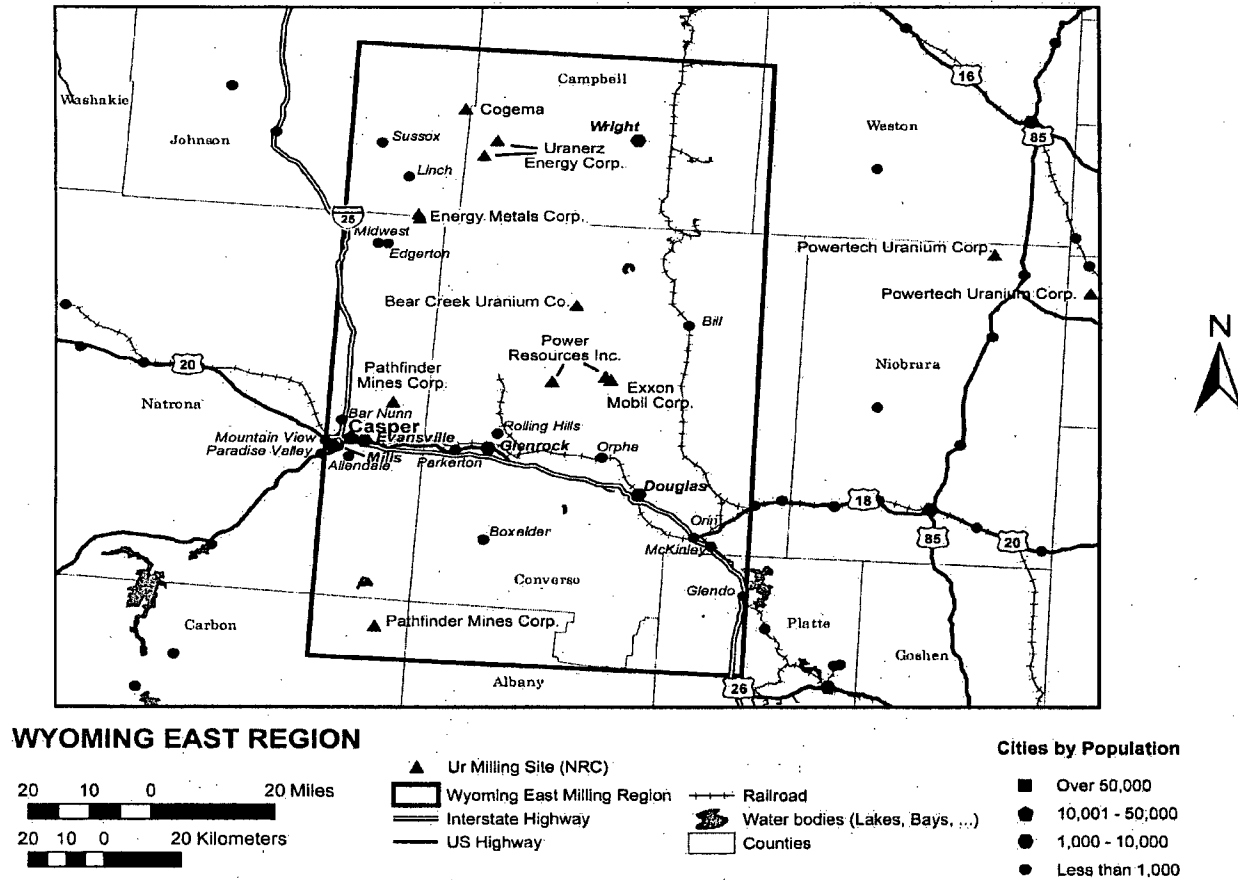 Campbell
16
Washakie
Johnson
Cogema
Sussox
Wright
Weston
85
Uranerz
Energy Corp.
Linch
25
Energy Metals Corp.
Midwest
Edgerton
Powertech Uranium Corp.
Powertech Uranium Corp.
Bear Creek Uranium Co.
Bill
N
Power
Resources Inc.
20
Pathfinder
Mines Corp.
Niobrara
Exxon
Mobil Corp.
Natrona
Bar Nunn
Casper
Rolling Hills
Mountain View
Evansville
Glenrock
Orpha
Paradise Valley
Mills
Allendale
Parkerton
Douglas
18
Orin
85
20
Boxelder
McKinley
Converso
Glendo
Carbon
Pathfinder Mines Corp.
Platte
Goshen
Albany
26
WYOMING EAST REGION
20 10 0 20 Miles
20 10 0 20 Kilometers
Ur Milling Site (NRC)
Wyoming East Milling Region
Interstate Highway
US Highway
Railroad
Water bodies (Lakes, Bays, ...)
Counties
Cities by Population
Over 50,000
10,001 - 50,000
1,000 - 10,000
Less than 1,000